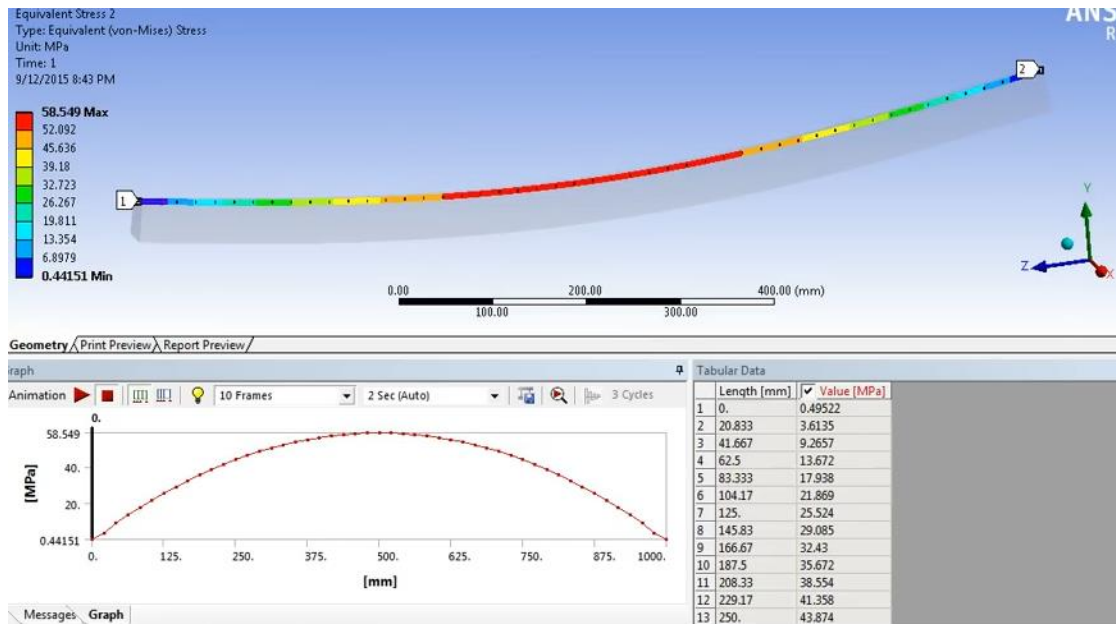 Equivalent Stress 2
Type: Equivalent (von-Mises) Stress
Unit: MPa
Time: 1
9/12/2015 8:43 PM
ANS
R
58.549 Max
52.092
45.636
39.18
32.723
26.267
19.811
13.354
6.8979
0.44151 Min
1
2
Y
Z
X
0.00 200.00 400.00 (mm)
100.00 300.00
Geometry Print Preview Report Preview
raph
Animation 10 Frames 2 Sec (Auto) 3 Cycles
0.
58.549
40.
20.
0.44151
[MPa]
0. 125. 250. 375. 500. 625. 750. 875. 1000.
[mm]
Messages Graph
Tabular Data
Length [mm] Value [MPa]
1 0. 0.49522
2 20.833 3.6135
3 41.667 9.2657
4 62.5 13.672
5 83.333 17.938
6 104.17 21.869
7 125. 25.524
8 145.83 29.085
9 166.67 32.43
10 187.5 35.672
11 208.33 38.554
12 229.17 41.358
13 250. 43.874